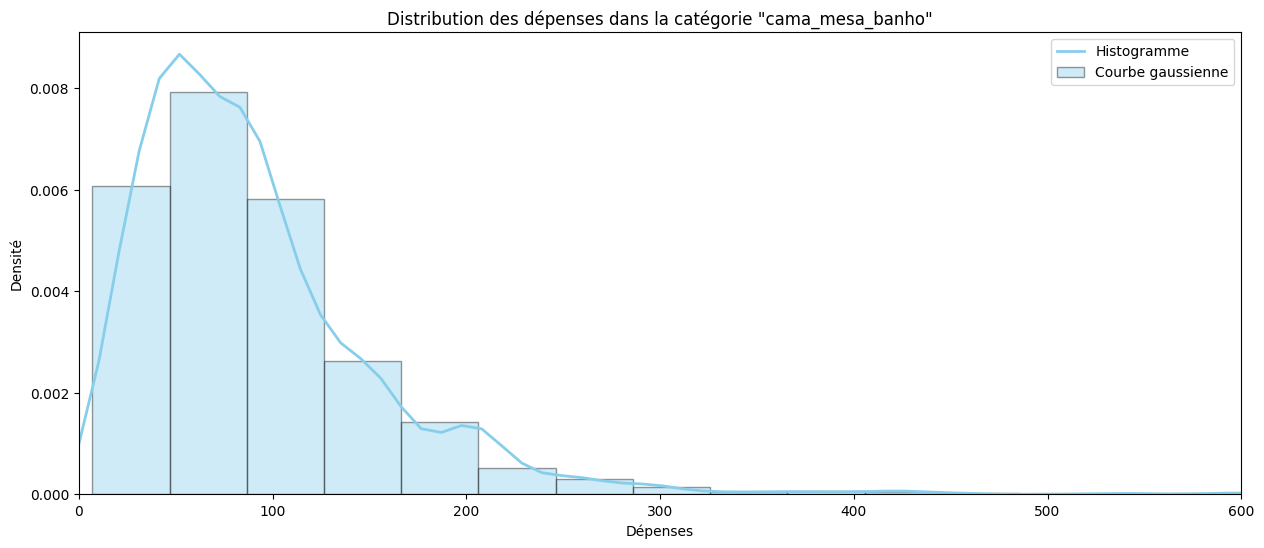 Distribution des dépenses dans la catégorie "cama_mesa_banho"
Histogramme
Courbe gaussienne
Densité
0.008
0.006
0.004
0.002
0.000
0 100 200 300 400 500 600
Dépenses